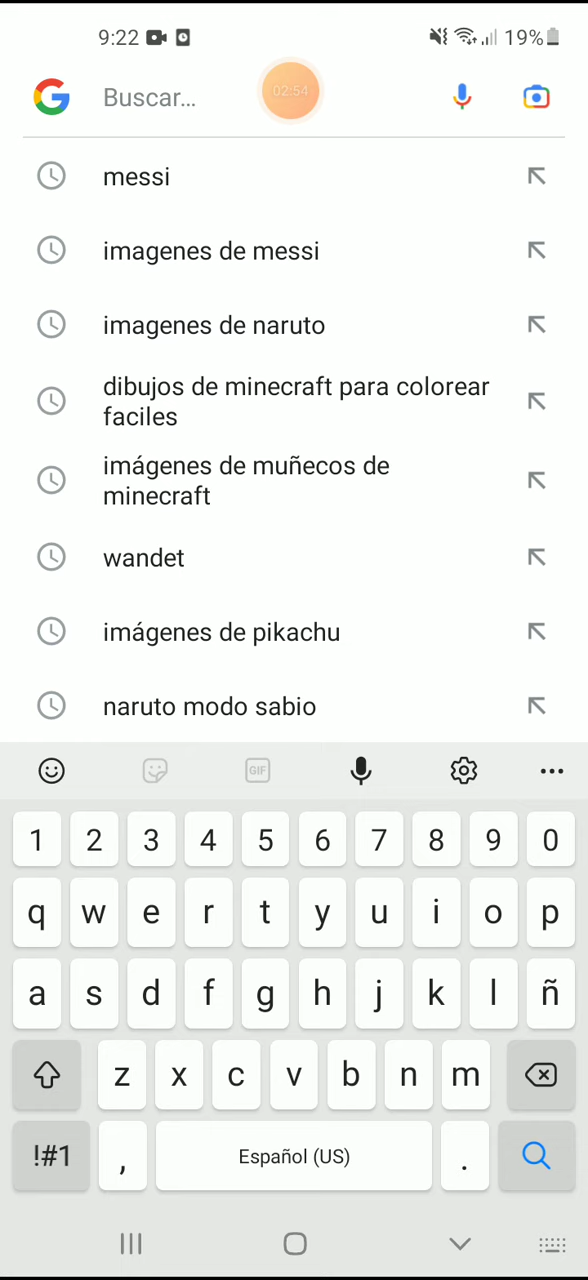 9:22 19%
Buscar... 02:54
messi
imagenes de messi
imagenes de naruto
dibujos de minecraft para colorear
faciles
imágenes de muñecos de
minecraft
wandet
imágenes de pikachu
naruto modo sabio
GIF
1 2 3 4 5 6 7 8 9 0
q w e r t y u i o p
a s d f g h j k l ñ
z x c v b n m
!#1 , Español (US) .